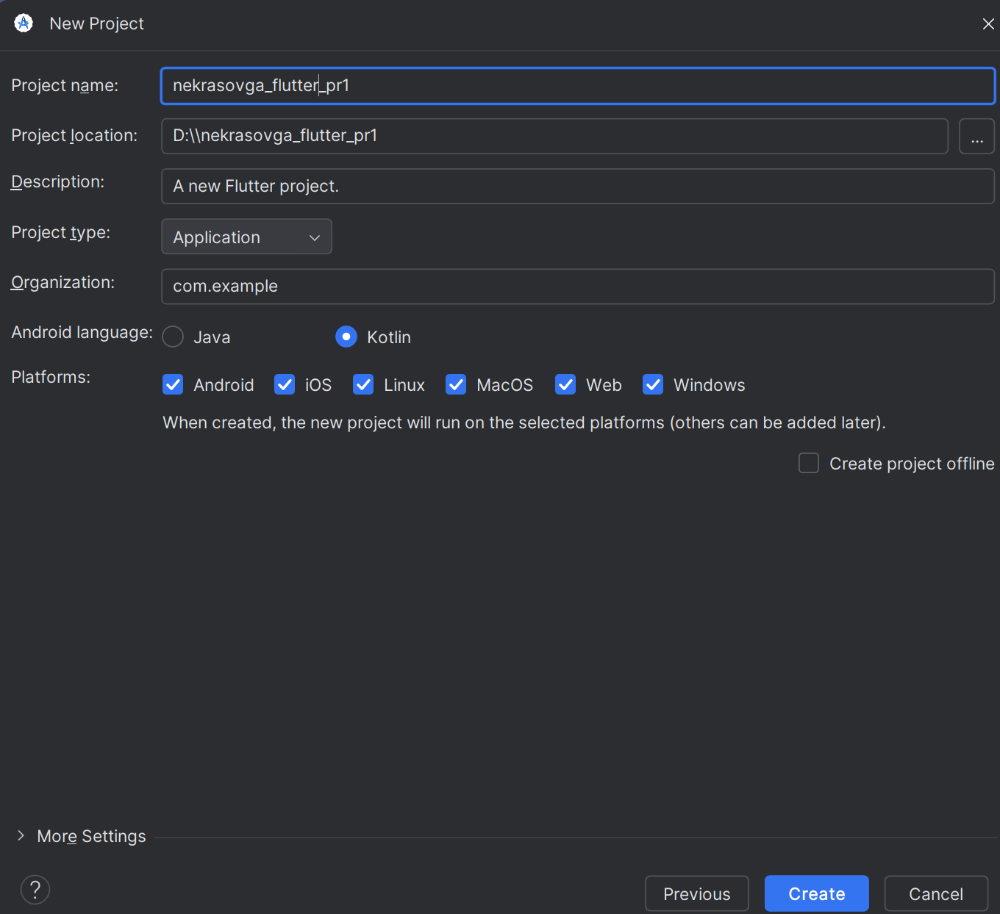 New Project
Project name: nekrasovga_flutter_pr1
Project location: D:\\nekrasovga_flutter_pr1 ...
Description: A new Flutter project.
Project type: Application
Organization: com.example
Android language: Java Kotlin
Platforms: Android iOS Linux MacOS Web Windows
When created, the new project will run on the selected platforms (others can be added later).
Create project offline
More Settings
? Previous Create Cancel